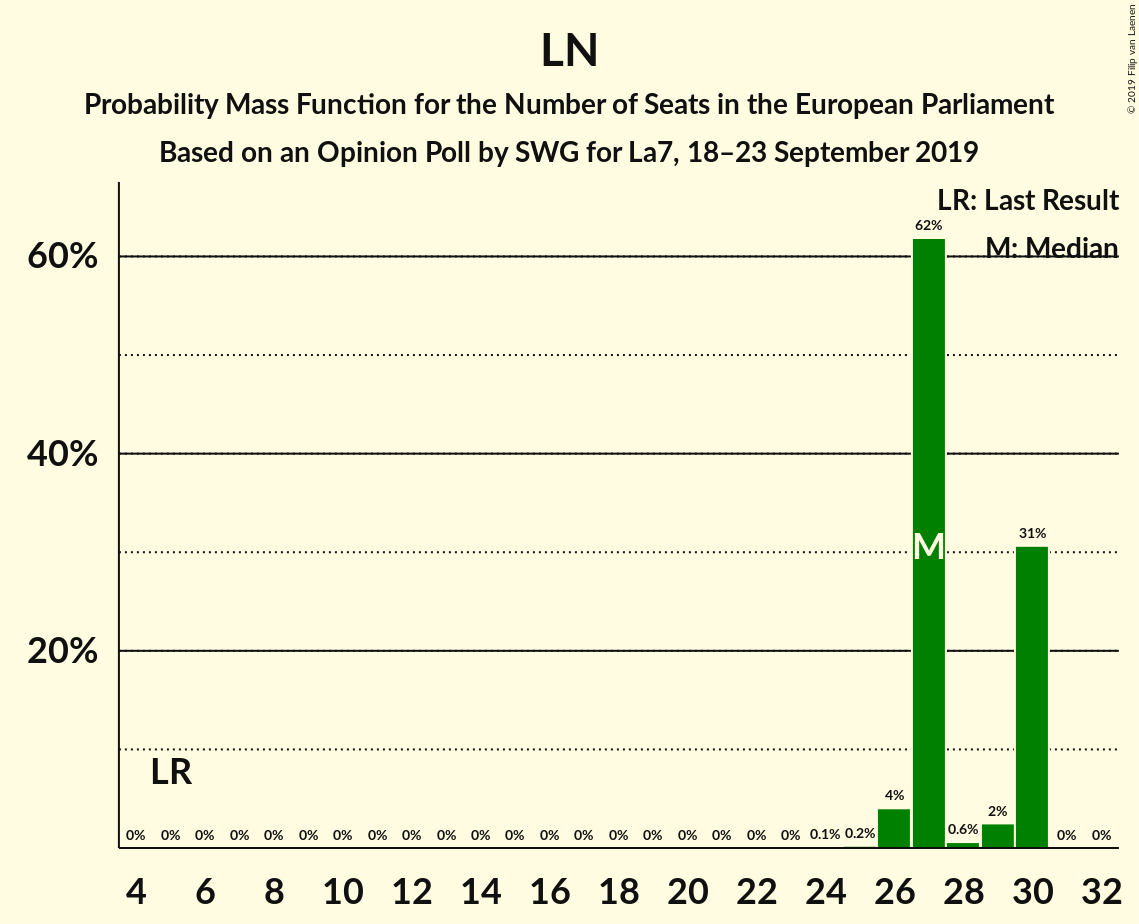 LN
Probability Mass Function for the Number of Seats in the European Parliament
Based on an Opinion Poll by SWG for La7, 18–23 September 2019
© 2019 Filip van Laenen
LR: Last Result
M: Median
60%
40%
20%
LR
M
0% 0% 0% 0% 0% 0% 0% 0% 0% 0% 0% 0% 0% 0% 0% 0% 0% 0% 0% 0% 0.1% 0.2% 4% 62% 0.6% 2% 31% 0% 0%
4 6 8 10 12 14 16 18 20 22 24 26 28 30 32